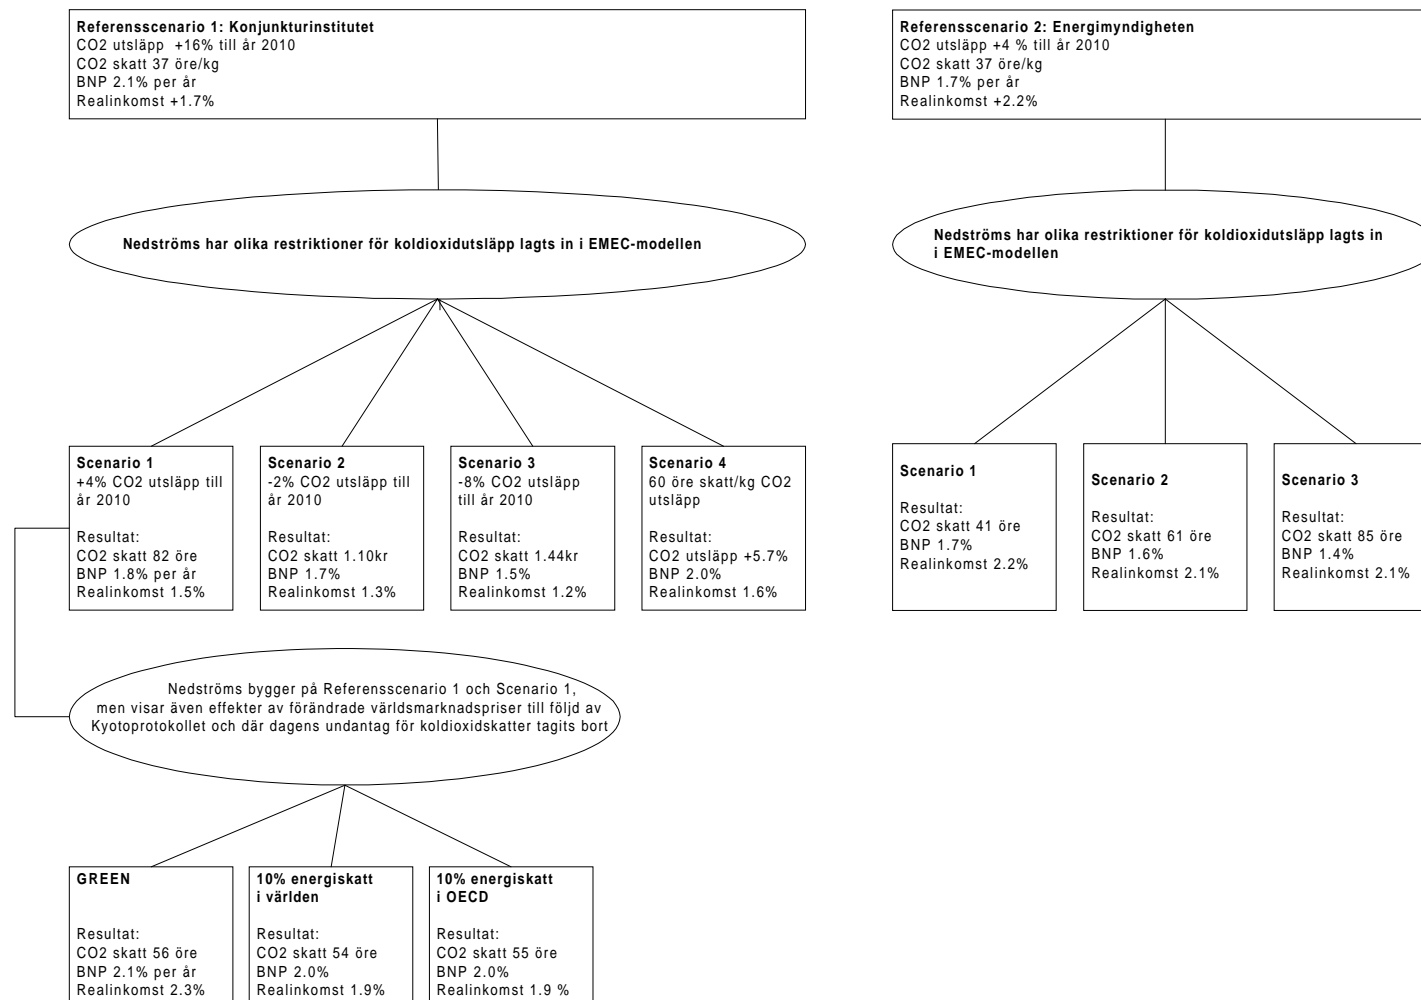 Referensscenario 1: Konjunkturinstitutet
CO2 utsläpp +16% till år 2010
CO2 skatt 37 öre/kg
BNP 2.1% per år
Realinkomst +1.7%
Referensscenario 2: Energimyndigheten
CO2 utsläpp +4 % till år 2010
CO2 skatt 37 öre/kg
BNP 1.7% per år
Realinkomst +2.2%
Nedströms har olika restriktioner för koldioxidutsläpp lagts in i EMEC-modellen
Nedströms har olika restriktioner för koldioxidutsläpp lagts in
i EMEC-modellen
Scenario 1
+4% CO2 utsläpp till
år 2010
Resultat:
CO2 skatt 82 öre
BNP 1.8% per år
Realinkomst 1.5%
Scenario 2
-2% CO2 utsläpp till
år 2010
Resultat:
CO2 skatt 1.10kr
BNP 1.7%
Realinkomst 1.3%
Scenario 3
-8% CO2 utsläpp
till år 2010
Resultat:
CO2 skatt 1.44kr
BNP 1.5%
Realinkomst 1.2%
Scenario 4
60 öre skatt/kg CO2
utsläpp
Resultat:
CO2 utsläpp +5.7%
BNP 2.0%
Realinkomst 1.6%
Scenario 1
Resultat:
CO2 skatt 41 öre
BNP 1.7%
Realinkomst 2.2%
Scenario 2
Resultat:
CO2 skatt 61 öre
BNP 1.6%
Realinkomst 2.1%
Scenario 3
Resultat:
CO2 skatt 85 öre
BNP 1.4%
Realinkomst 2.1%
Nedströms bygger på Referensscenario 1 och Scenario 1,
men visar även effekter av förändrade världsmarknadspriser till följd av
Kyotoprotokollet och där dagens undantag för koldioxidskatter tagits bort
GREEN
Resultat:
CO2 skatt 56 öre
BNP 2.1% per år
Realinkomst 2.3%
10% energiskatt
i världen
Resultat:
CO2 skatt 54 öre
BNP 2.0%
Realinkomst 1.9%
10% energiskatt
i OECD
Resultat:
CO2 skatt 55 öre
BNP 2.0%
Realinkomst 1.9 %